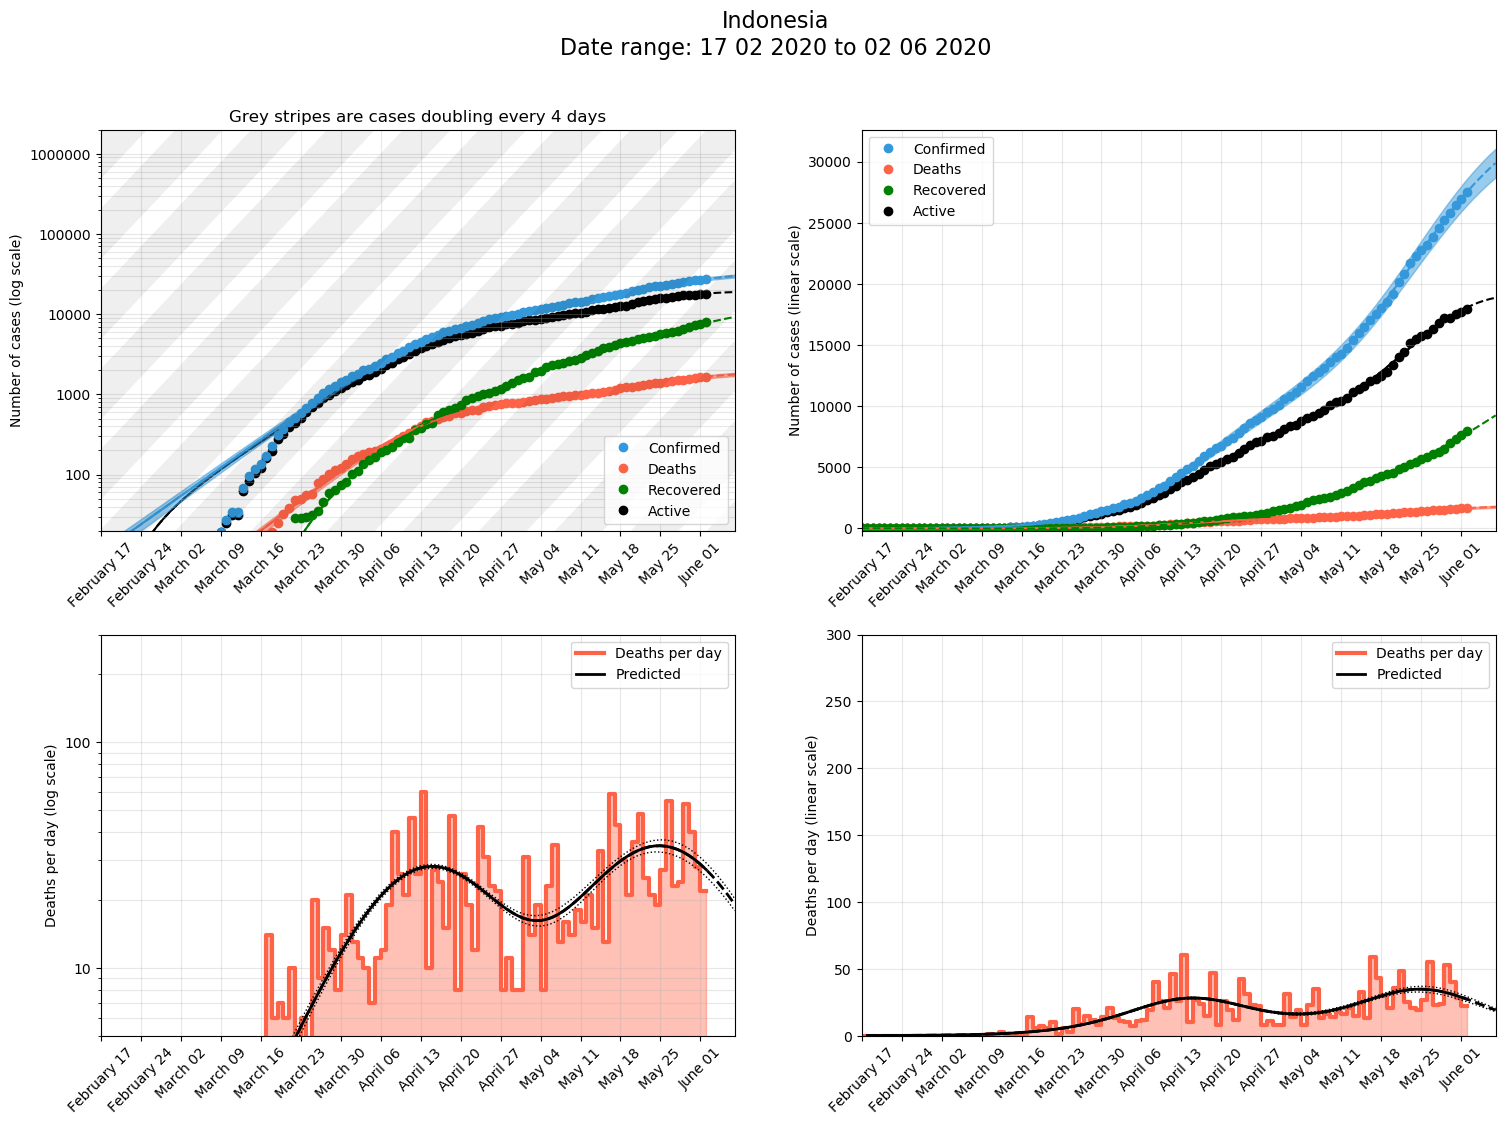 Indonesia
Date range: 17 02 2020 to 02 06 2020
Grey stripes are cases doubling every 4 days
Number of cases (log scale)
1000000
100000
10000
1000
100
Confirmed
Deaths
Recovered
Active
February 17
February 24
March 02
March 09
March 16
March 23
March 30
April 06
April 13
April 20
April 27
May 04
May 11
May 18
May 25
June 01
Number of cases (linear scale)
30000
25000
20000
15000
10000
5000
0
Confirmed
Deaths
Recovered
Active
February 17
February 24
March 02
March 09
March 16
March 23
March 30
April 06
April 13
April 20
April 27
May 04
May 11
May 18
May 25
June 01
Deaths per day (log scale)
100
10
Deaths per day
Predicted
February 17
February 24
March 02
March 09
March 16
March 23
March 30
April 06
April 13
April 20
April 27
May 04
May 11
May 18
May 25
June 01
Deaths per day (linear scale)
300
250
200
150
100
50
0
Deaths per day
Predicted
February 17
February 24
March 02
March 09
March 16
March 23
March 30
April 06
April 13
April 20
April 27
May 04
May 11
May 18
May 25
June 01